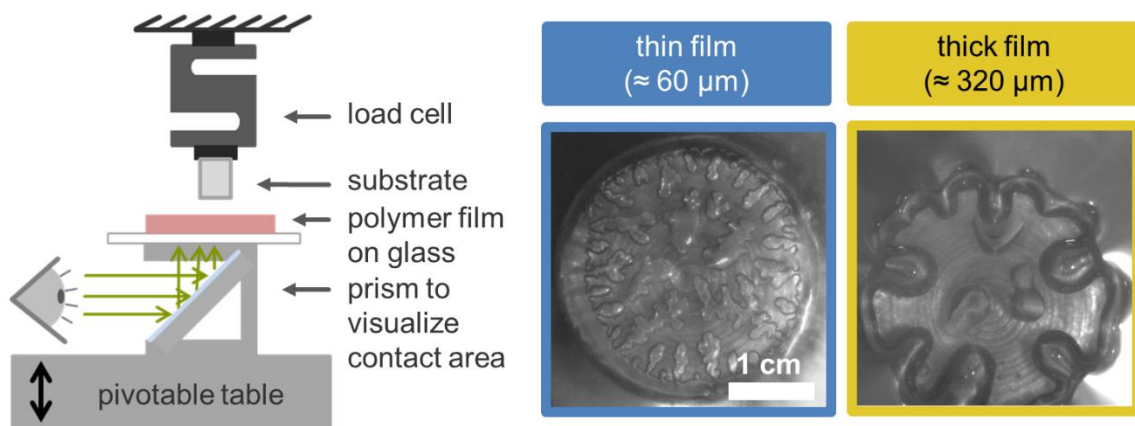 load cell
substrate
polymer film
on glass
prism to
visualize
contact area
pivotable table
thin film
(≈ 60 µm)
thick film
(≈ 320 µm)
1 cm